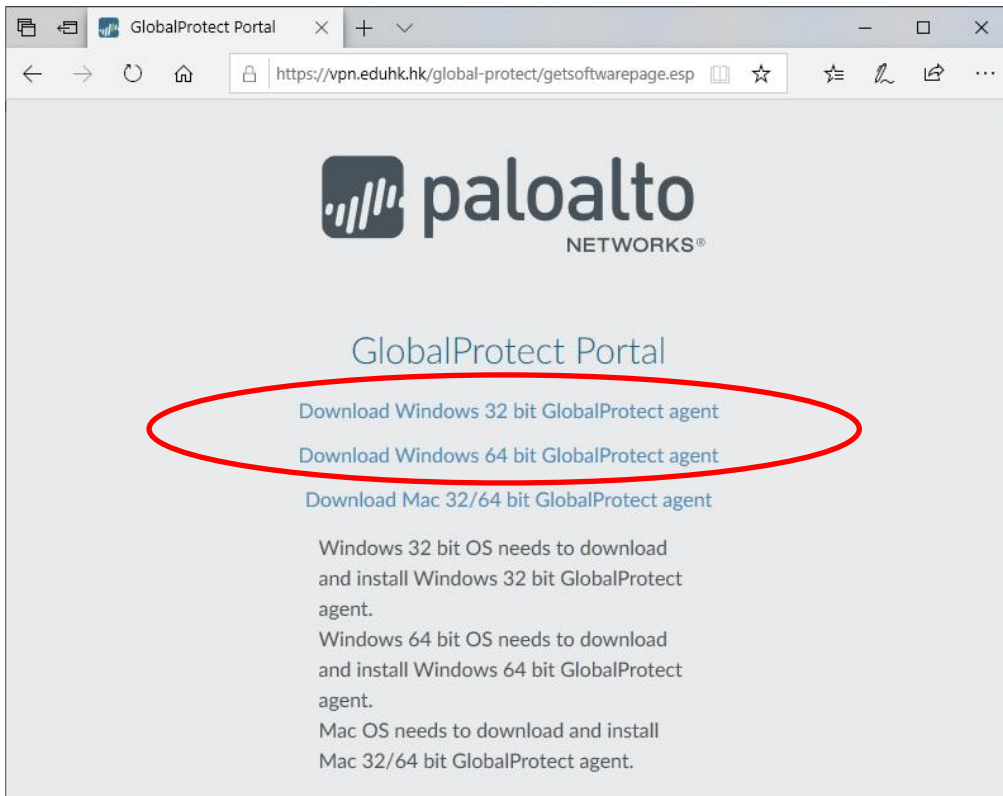 GlobalProtect Portal
https://vpn.eduhk.hk/global-protect/getsoftwarepage.esp
paloalto
NETWORKS®
GlobalProtect Portal
Download Windows 32 bit GlobalProtect agent
Download Windows 64 bit GlobalProtect agent
Download Mac 32/64 bit GlobalProtect agent
Windows 32 bit OS needs to download
and install Windows 32 bit GlobalProtect
agent.
Windows 64 bit OS needs to download
and install Windows 64 bit GlobalProtect
agent.
Mac OS needs to download and install
Mac 32/64 bit GlobalProtect agent.